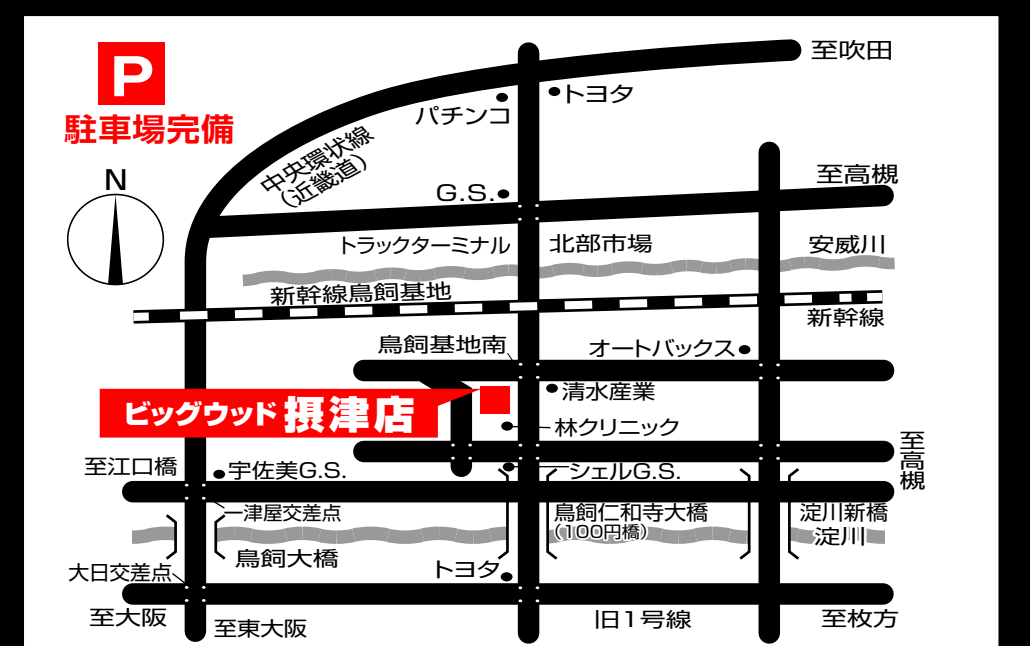 至吹田
P
トヨタ
パチンコ
駐車場完備
中央環状線
（近畿道）
N
至高槻
G.S.
トラックターミナル
北部市場
安威川
新幹線鳥飼基地
新幹線
鳥飼基地南
オートバックス
清水産業
ビッグウッド 摂津店
林クリニック
至高槻
至江口橋
宇佐美G.S.
シェルG.S.
一津屋交差点
鳥飼仁和寺大橋
（100円橋）
淀川新橋
淀川
鳥飼大橋
大日交差点
トヨタ
至大阪
至東大阪
旧1号線
至枚方